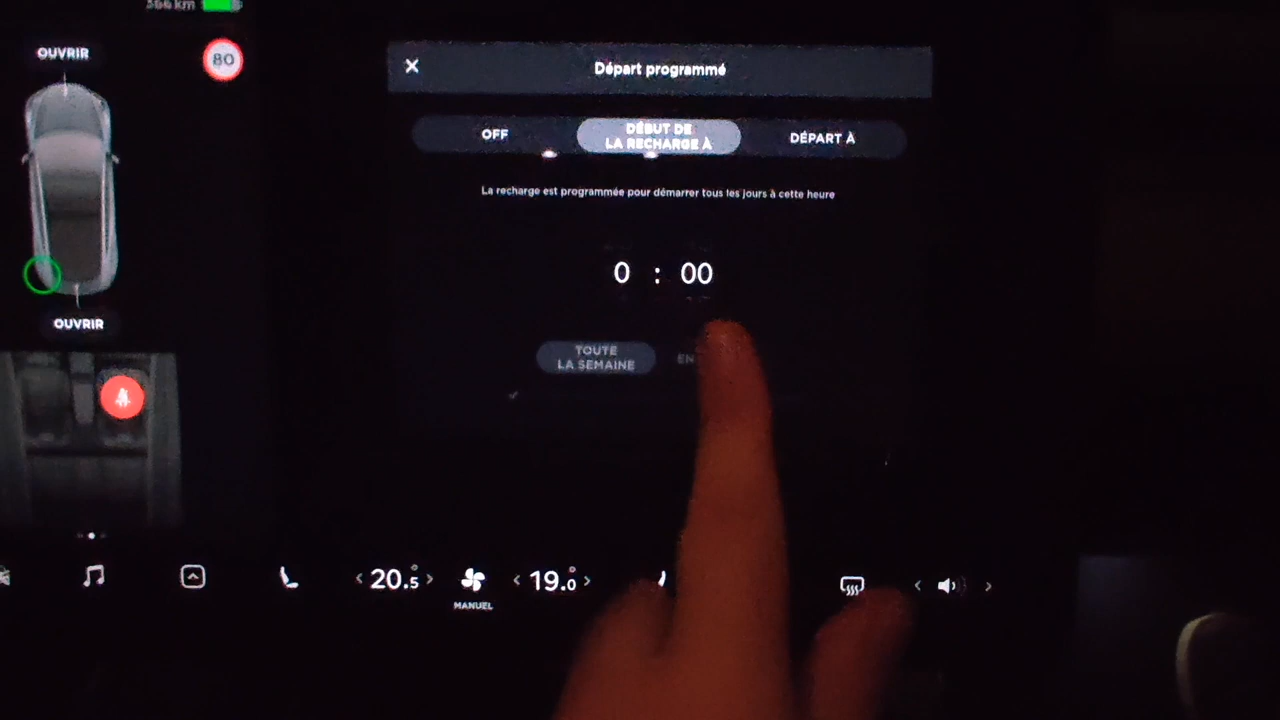 km
OUVRIR
80
Départ programmé
OFF
DÉBUT DE
LA RECHARGE À
DÉPART À
La recharge est programmée pour démarrer tous les jours à cette heure
0 : 00
OUVRIR
TOUTE
LA SEMAINE
EN
20.5°
19.0°
MANUEL